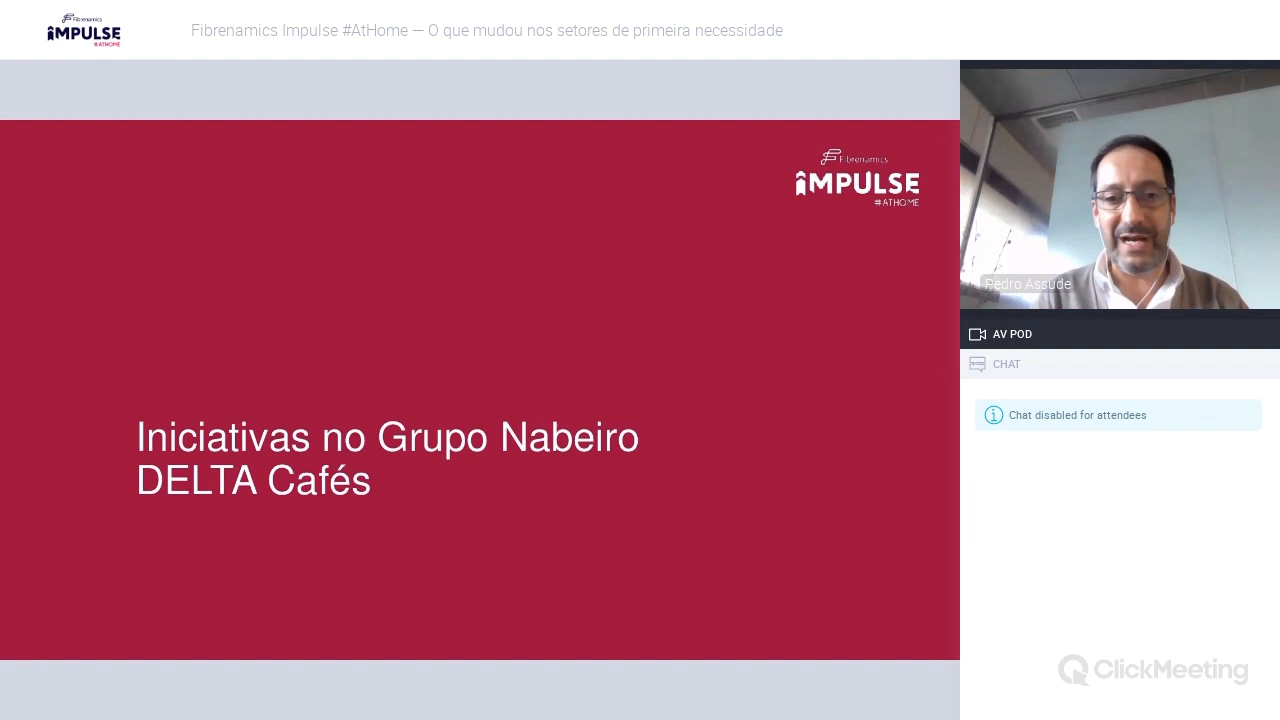 Fibrenamics
IMPULSE
#ATHOME
Fibrenamics Impulse #AtHome — O que mudou nos setores de primeira necessidade
Fibrenamics
IMPULSE
#ATHOME
Iniciativas no Grupo Nabeiro
DELTA Cafés
Pedro Assude
AV POD
CHAT
Chat disabled for attendees
ClickMeeting